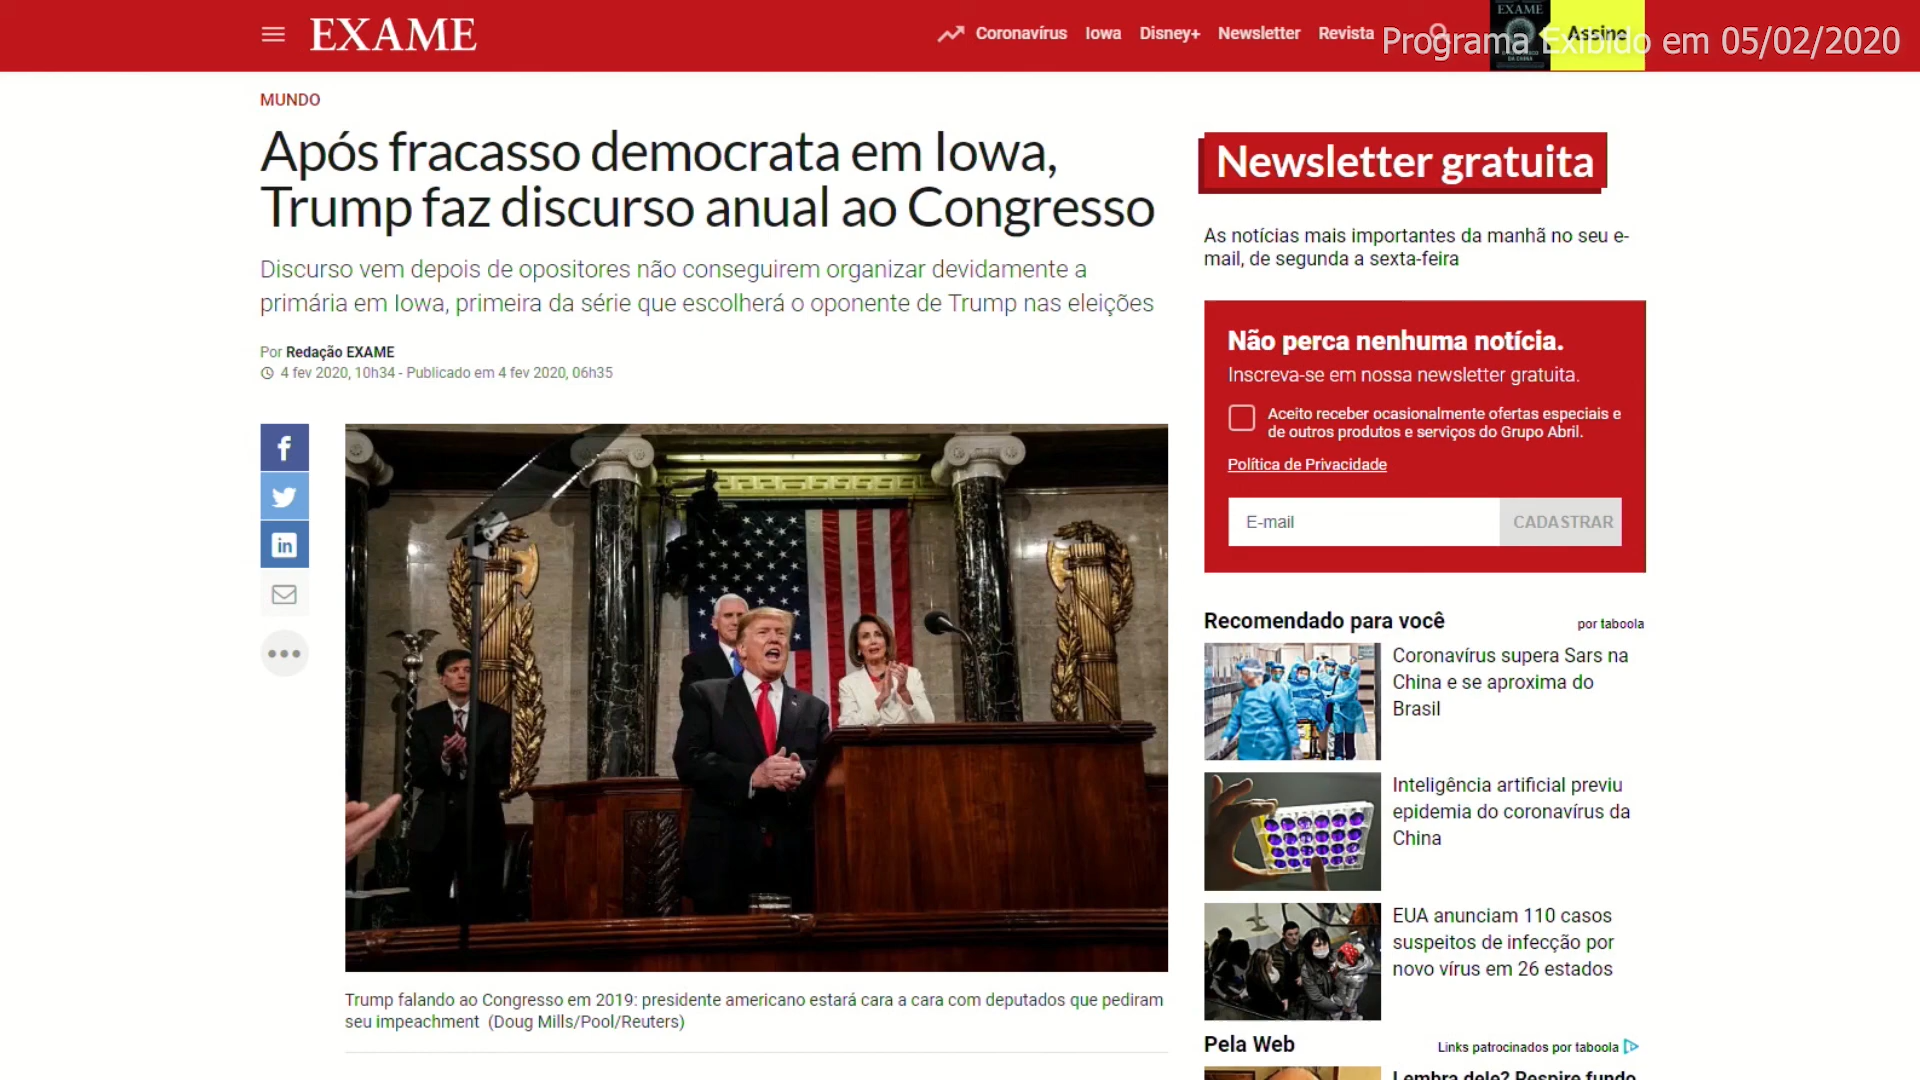 EXAME
Coronavírus Iowa Disney+ Newsletter Revista
EXAME
Assine
Programa Exibido em 05/02/2020
MUNDO
Após fracasso democrata em Iowa,
Trump faz discurso anual ao Congresso
Discurso vem depois de opositores não conseguirem organizar devidamente a
primária em Iowa, primeira da série que escolherá o oponente de Trump nas eleições
Por Redação EXAME
4 fev 2020, 10h34 - Publicado em 4 fev 2020, 06h35
Trump falando ao Congresso em 2019: presidente americano estará cara a cara com deputados que pediram
seu impeachment (Doug Mills/Pool/Reuters)
Newsletter gratuita
As notícias mais importantes da manhã no seu e-
mail, de segunda a sexta-feira
Não perca nenhuma notícia.
Inscreva-se em nossa newsletter gratuita.
Aceito receber ocasionalmente ofertas especiais e
de outros produtos e serviços do Grupo Abril.
Política de Privacidade
E-mail
CADASTRAR
Recomendado para você
por taboola
Coronavírus supera Sars na
China e se aproxima do
Brasil
Inteligência artificial previu
epidemia do coronavírus da
China
EUA anunciam 110 casos
suspeitos de infecção por
novo vírus em 26 estados
Pela Web
Links patrocinados por taboola
Lembra dele? Respire fundo